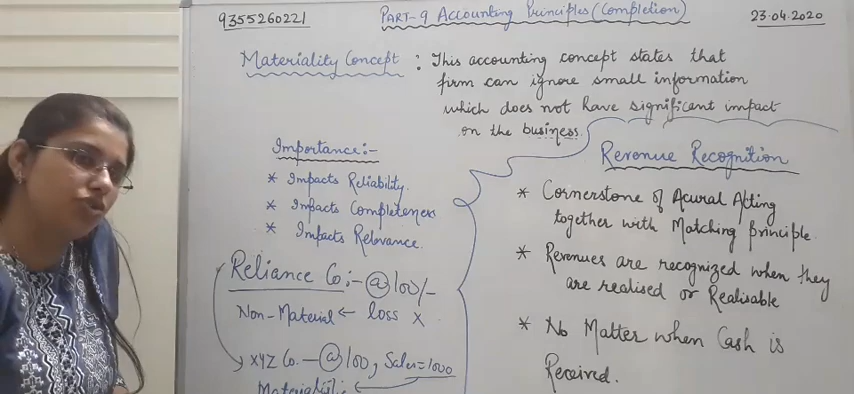 9355260221
PART-9 Accounting Principles (Completion)
23.04.2020
Materiality Concept : This accounting concept states that
firm can ignore small information
which does not have significant impact
on the business.
Importance:-
* Impacts Reliability.
* Impacts Completeness
* Impacts Relevance.
Reliance Co:- @ 100/-
Non-Material ← loss X
XYZ Co. - @ 100, Sales = 1000
Revenue Recognition
* Cornerstone of Acural Acting
together with Matching principle.
* Revenues are recognized when they
are realised or Realisable
* No Matter when Cash is
Received.